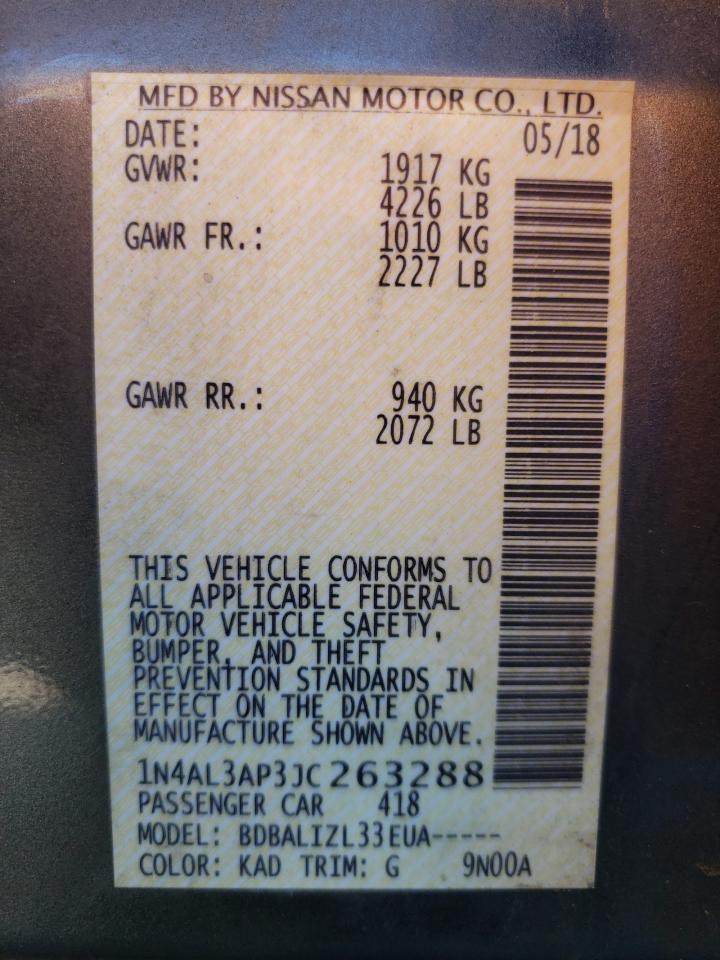 MFD BY NISSAN MOTOR CO., LTD.
DATE: 05/18
GVWR: 1917 KG
4226 LB
GAWR FR.: 1010 KG
2227 LB
GAWR RR.: 940 KG
2072 LB
THIS VEHICLE CONFORMS TO
ALL APPLICABLE FEDERAL
MOTOR VEHICLE SAFETY,
BUMPER, AND THEFT
PREVENTION STANDARDS IN
EFFECT ON THE DATE OF
MANUFACTURE SHOWN ABOVE.
1N4AL3AP3JC263288
PASSENGER CAR 418
MODEL: BDBALIZL33EUA-----
COLOR: KAD TRIM: G 9N00A